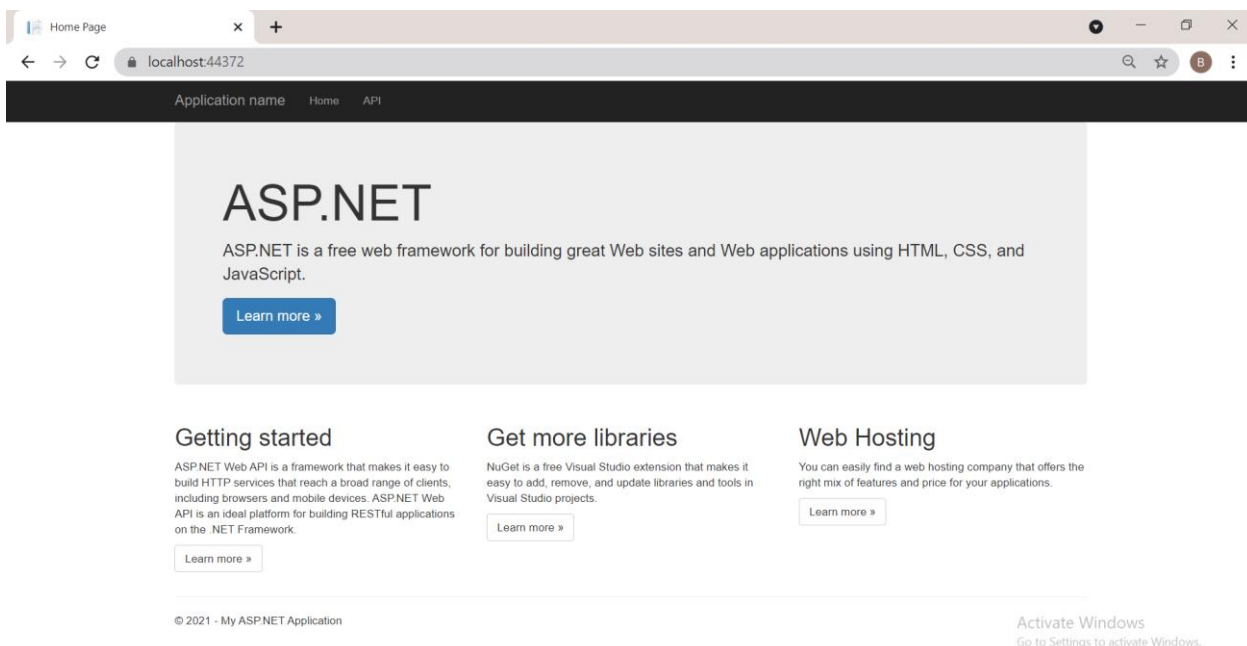 Home Page
localhost:44372
B
Application name Home API
ASP.NET
ASP.NET is a free web framework for building great Web sites and Web applications using HTML, CSS, and
JavaScript.
Learn more »
Getting started
ASP.NET Web API is a framework that makes it easy to
build HTTP services that reach a broad range of clients,
including browsers and mobile devices. ASP.NET Web
API is an ideal platform for building RESTful applications
on the .NET Framework.
Learn more »
Get more libraries
NuGet is a free Visual Studio extension that makes it
easy to add, remove, and update libraries and tools in
Visual Studio projects.
Learn more »
Web Hosting
You can easily find a web hosting company that offers the
right mix of features and price for your applications.
Learn more »
© 2021 - My ASP.NET Application
Activate Windows
Go to Settings to activate Windows.